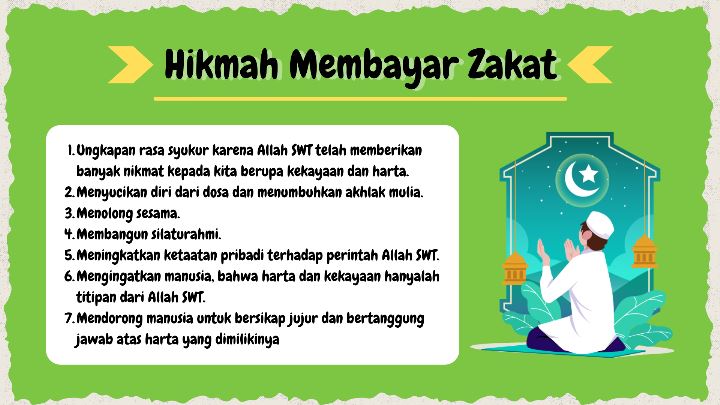 Hikmah Membayar Zakat
1. Ungkapan rasa syukur karena Allah SWT telah memberikan
banyak nikmat kepada kita berupa kekayaan dan harta.
2. Menyucikan diri dari dosa dan menumbuhkan akhlak mulia.
3. Menolong sesama.
4. Membangun silaturahmi.
5. Meningkatkan ketaatan pribadi terhadap perintah Allah SWT.
6. Mengingatkan manusia, bahwa harta dan kekayaan hanyalah
titipan dari Allah SWT.
7. Mendorong manusia untuk bersikap jujur dan bertanggung
jawab atas harta yang dimilikinya